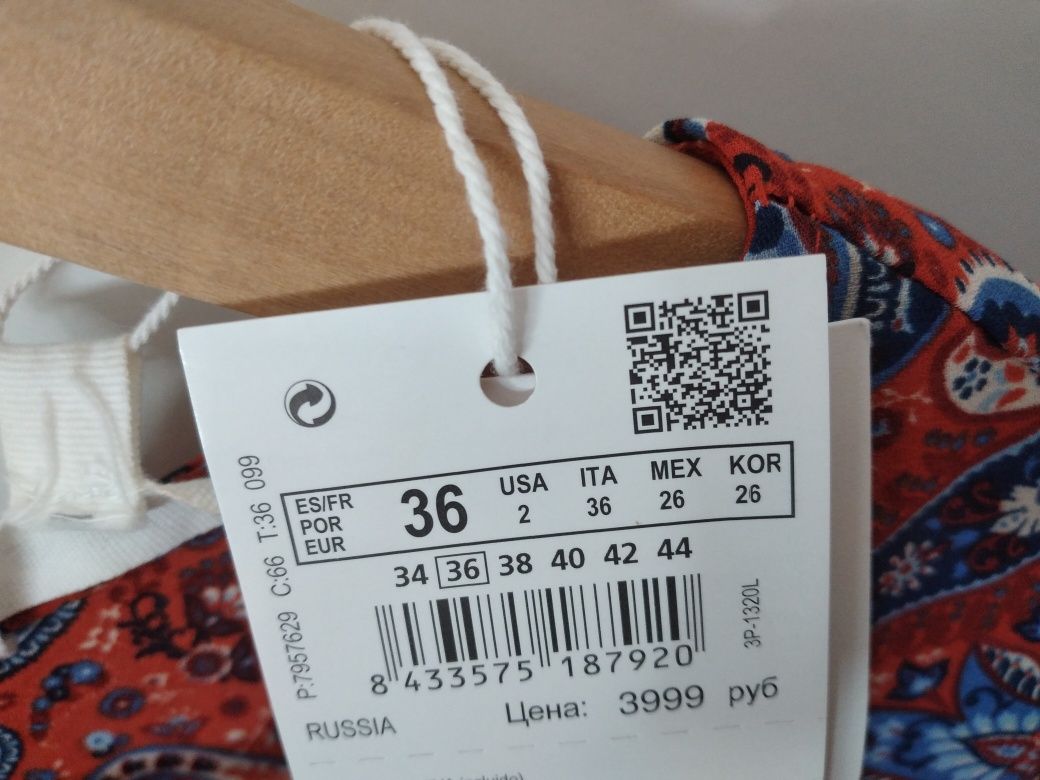 ES/FR
POR
EUR
36
USA
2
ITA
36
MEX
26
KOR
26
34 36 38 40 42 44
8 433575 187920
P:7957629 C:66 T:36 099
3P-1320L
RUSSIA
Цена: 3999 руб